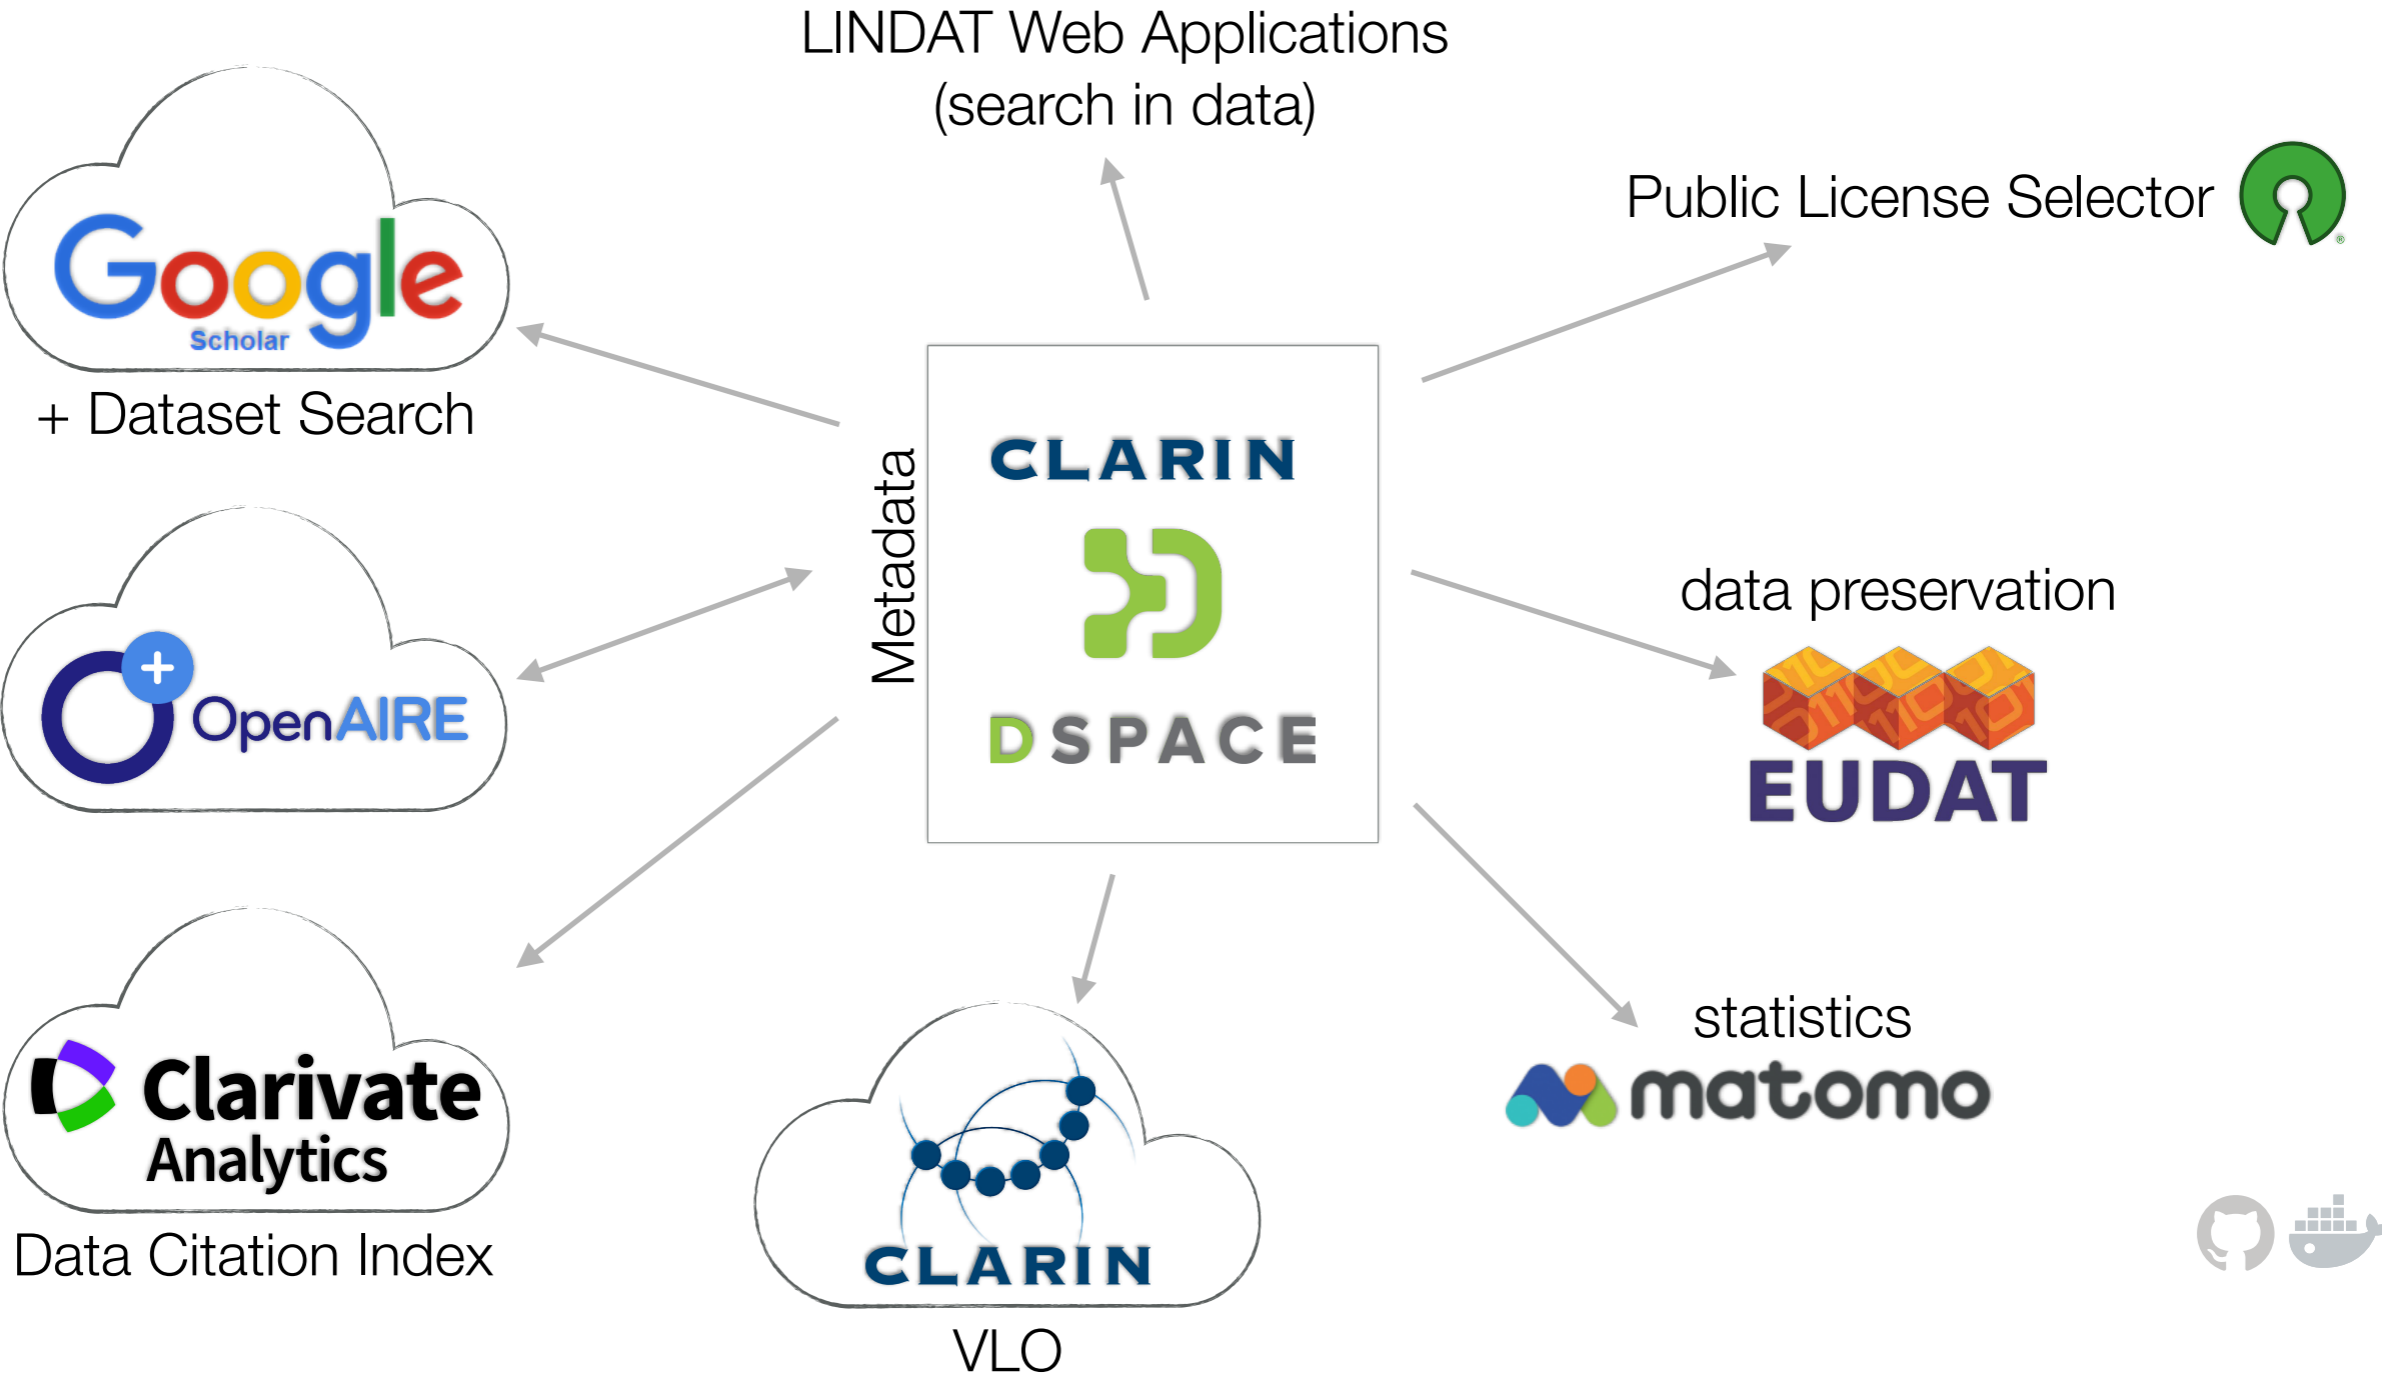 LINDAT Web Applications
(search in data)
Public License Selector
Google
Scholar
+ Dataset Search
Metadata
CLARIN
DSPACE
OpenAIRE
data preservation
EUDAT
Clarivate
Analytics
Data Citation Index
CLARIN
VLO
statistics
matomo